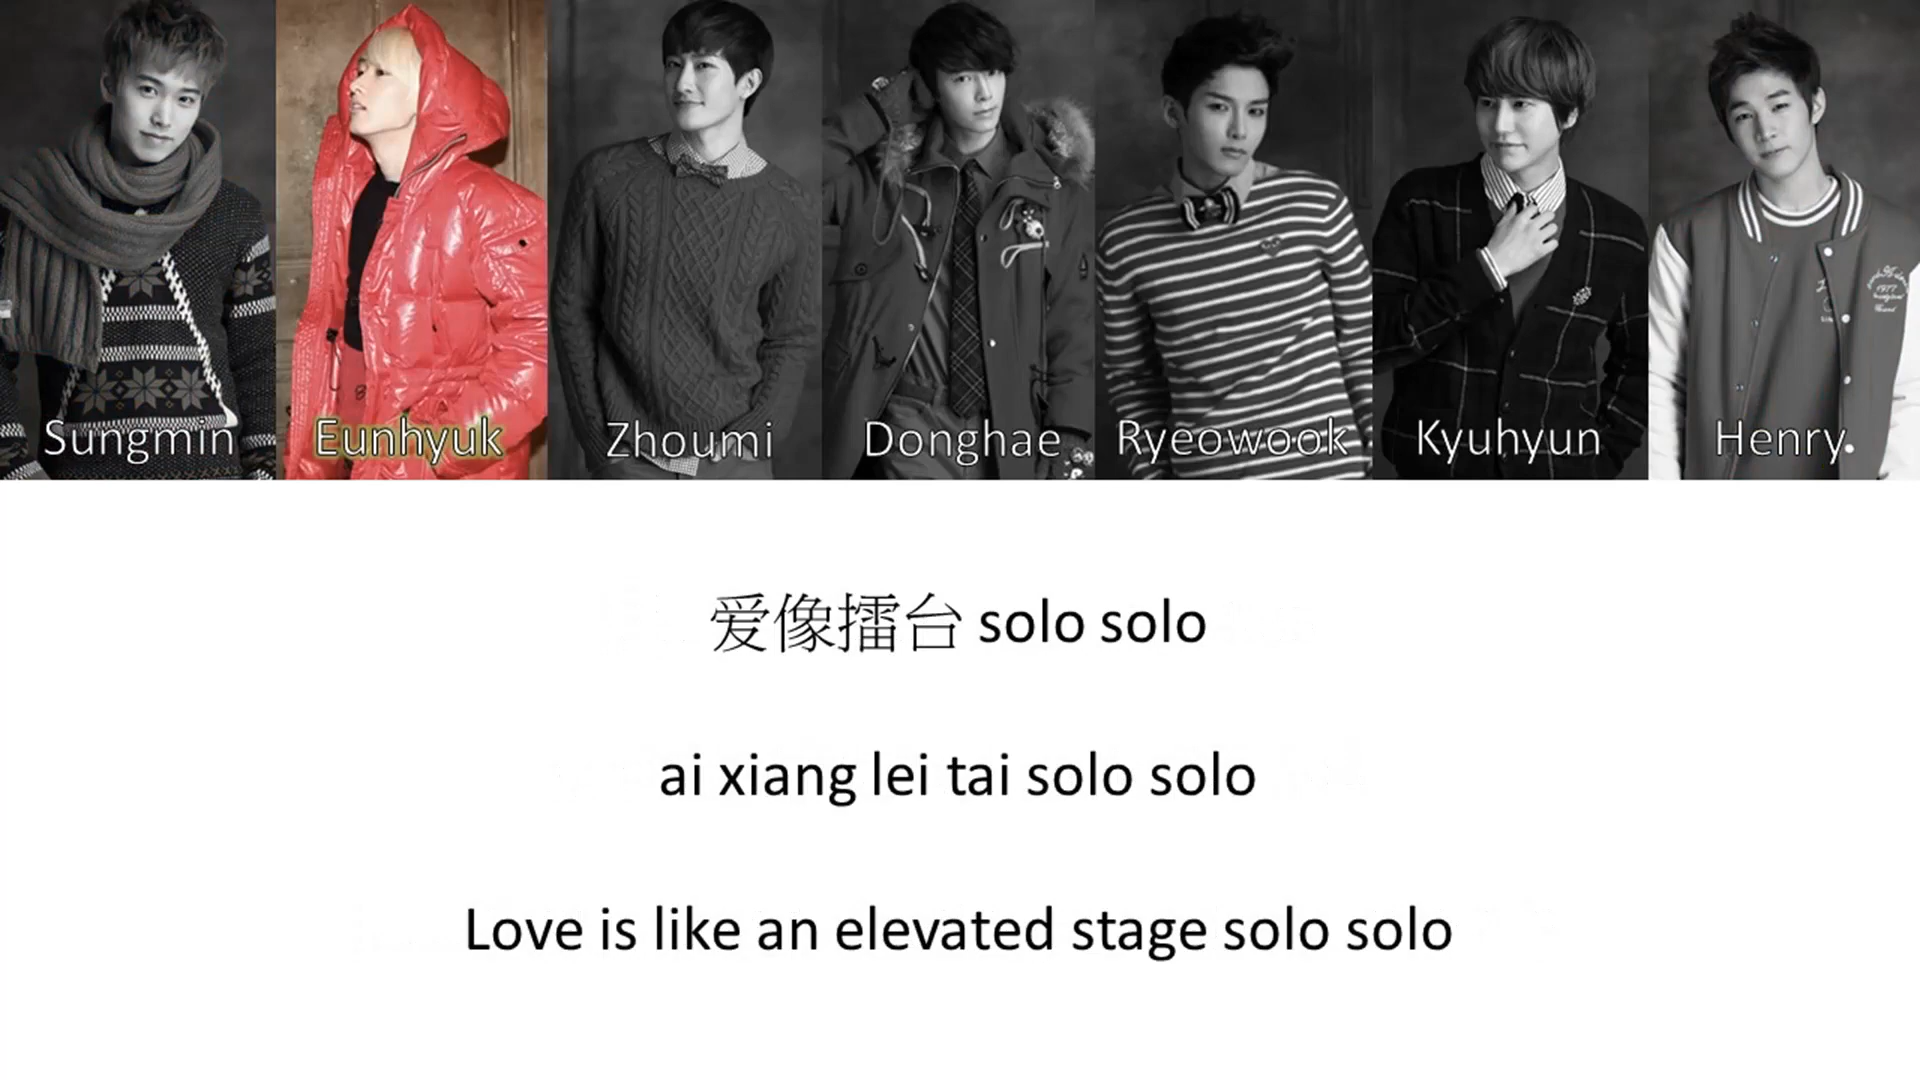 Sungmin Eunhyuk Zhoumi Donghae Ryeowook Kyuhyun Henry
爱像擂台 solo solo
ai xiang lei tai solo solo
Love is like an elevated stage solo solo